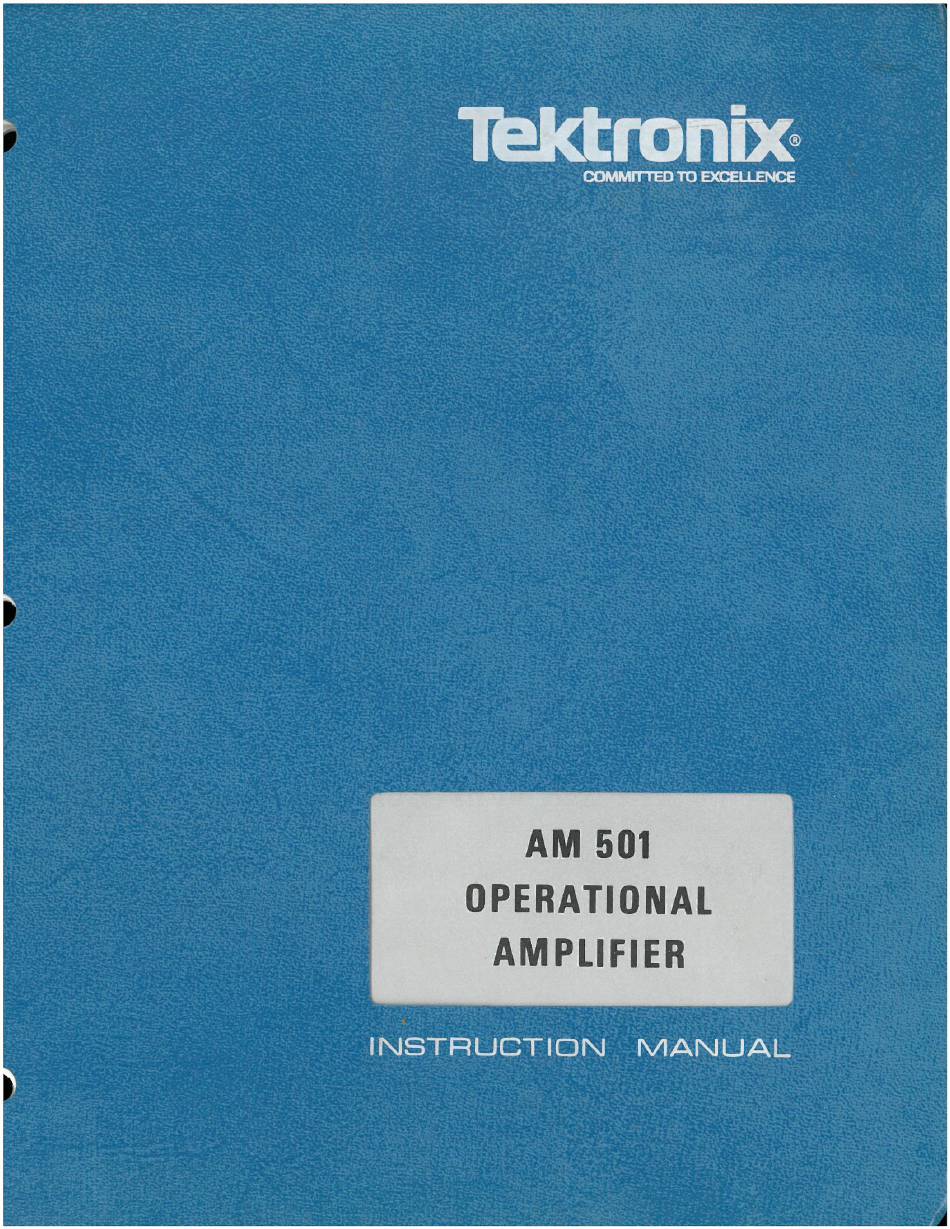 Tektronix®
COMMITTED TO EXCELLENCE
AM 501
OPERATIONAL
AMPLIFIER
INSTRUCTION MANUAL